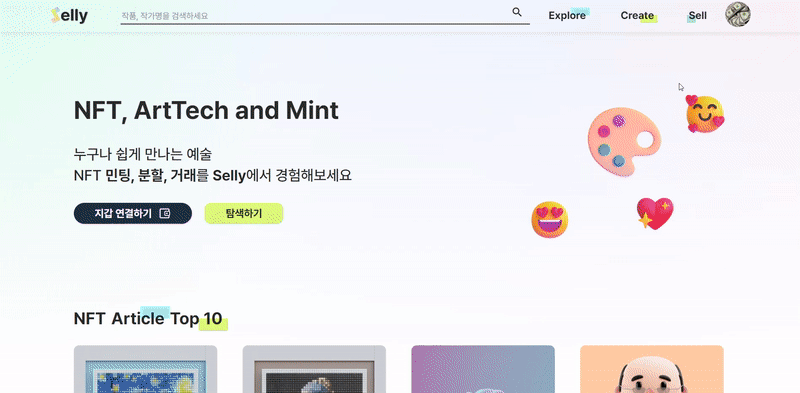 Selly
작품, 작가명을 검색하세요
Explore
Create
Sell
NFT, ArtTech and Mint
누구나 쉽게 만나는 예술
NFT 민팅, 분할, 거래를 Selly에서 경험해보세요
지갑 연결하기
탐색하기
NFT Article Top 10